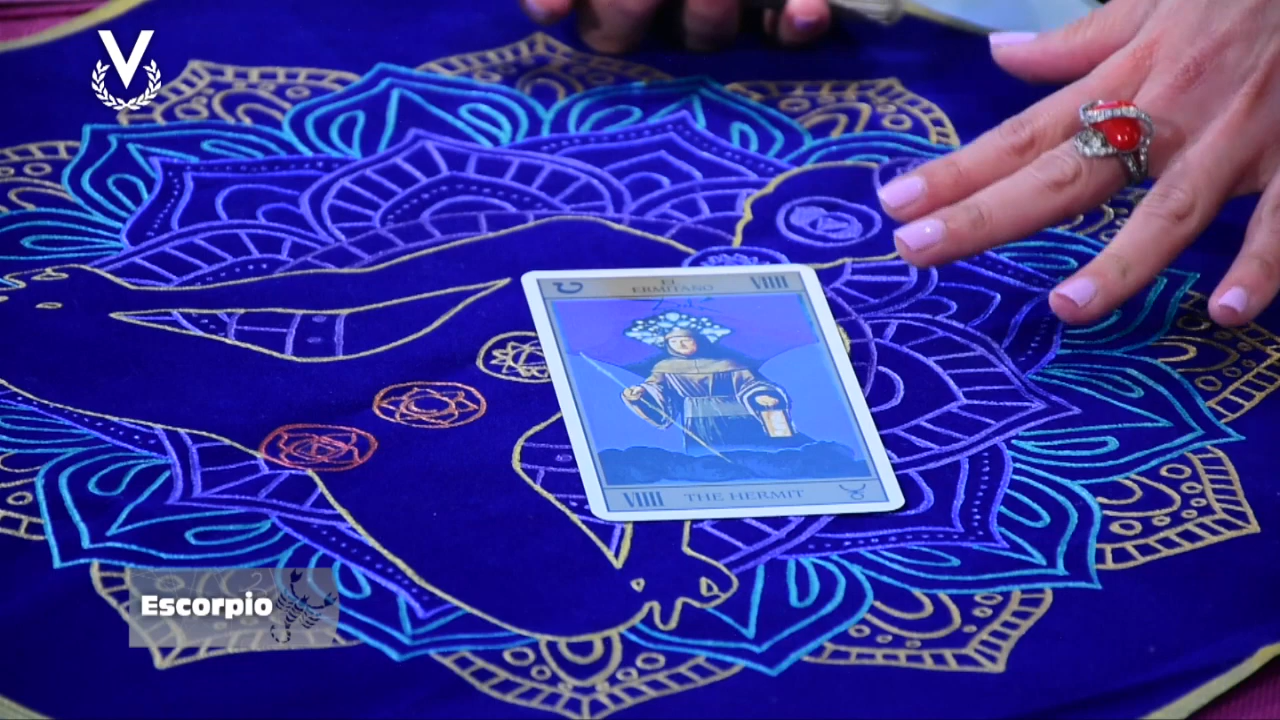 V
EL
ERMITAÑO
VIIII
VIIII
THE HERMIT
Escorpio